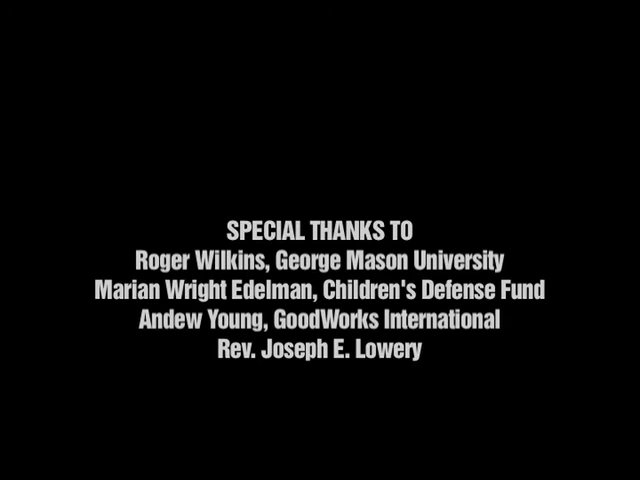 SPECIAL THANKS TO
Roger Wilkins, George Mason University
Marian Wright Edelman, Children's Defense Fund
Andew Young, GoodWorks International
Rev. Joseph E. Lowery